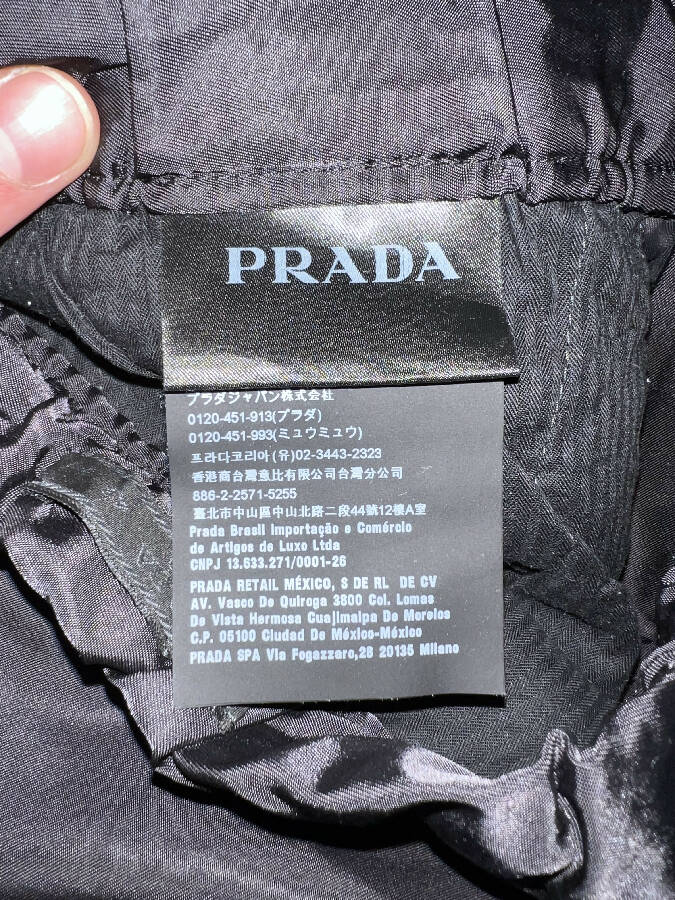 PRADA
プラダジャパン株式会社
0120-451-913(プラダ)
0120-451-993(ミュウミュウ)
프라다코리아(유)02-3443-2323
香港商台灣意比有限公司台灣分公司
886-2-2571-5255
臺北市中山區中山北路二段44號12樓A室
Prada Brasil Importação e Comércio
de Artigos de Luxo Ltda
CNPJ 13.633.271/0001-26
PRADA RETAIL MÉXICO, S DE RL DE CV
AV. Vasco De Quiroga 3800 Col. Lomas
De Vista Hermosa Cuajimalpa De Morelos
C.P. 05100 Ciudad De México-México
PRADA SPA Via Fogazzaro,28 20135 Milano